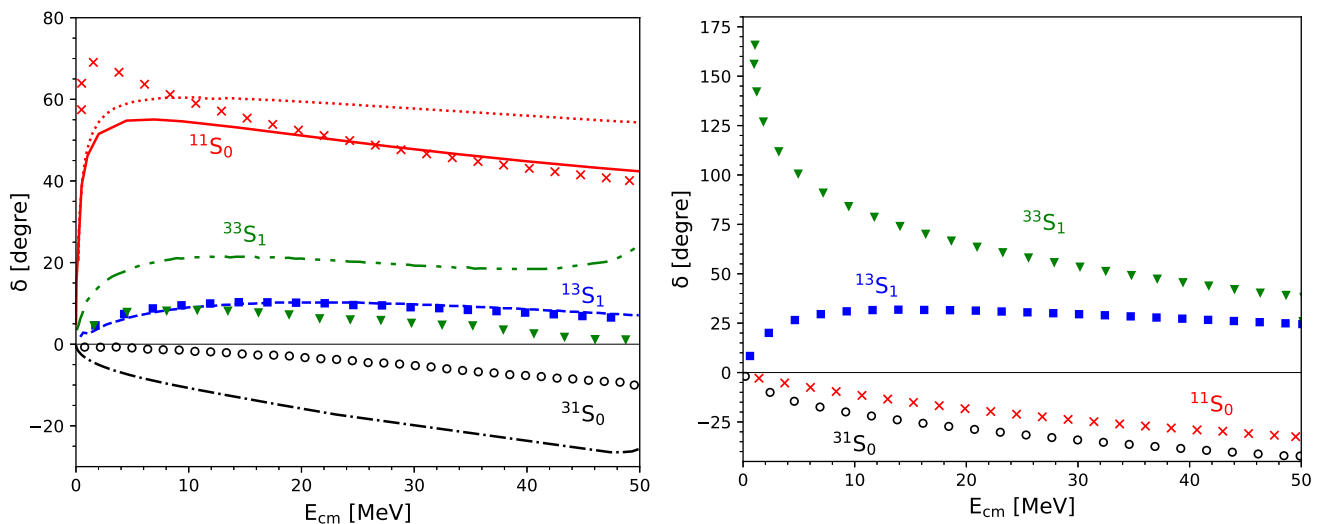 80
60
40
20
0
−20
δ [degre]
¹¹S₀
³³S₁
¹³S₁
³¹S₀
0 10 20 30 40 50
E_cm [MeV]
175
150
125
100
75
50
25
0
−25
δ [degre]
³³S₁
¹³S₁
¹¹S₀
³¹S₀
0 10 20 30 40 50
E_cm [MeV]